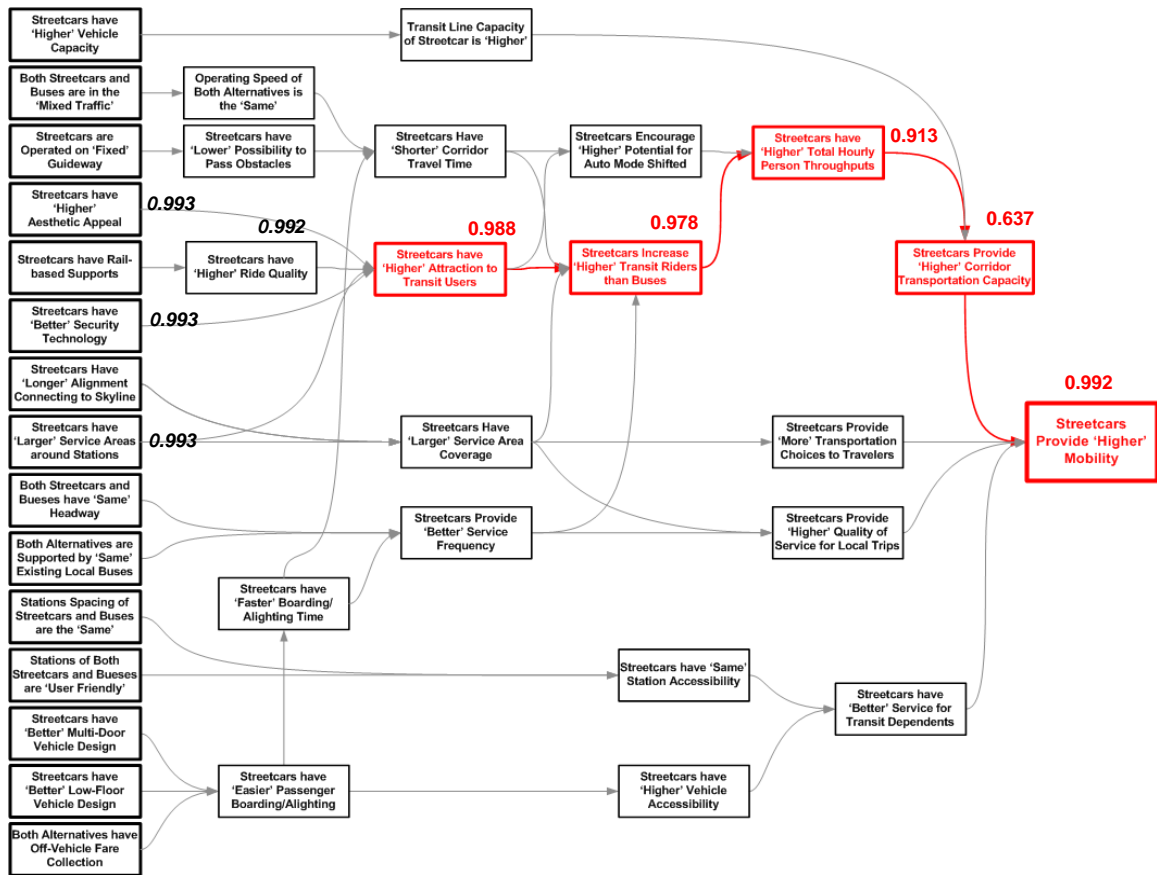 Streetcars have
‘Higher’ Vehicle
Capacity
Transit Line Capacity
of Streetcar is ‘Higher’
Both Streetcars and
Buses are in the
‘Mixed Traffic’
Operating Speed of
Both Alternatives is
the ‘Same’
Streetcars are
Operated on ‘Fixed’
Guideway
Streetcars have
‘Lower’ Possibility to
Pass Obstacles
Streetcars Have
‘Shorter’ Corridor
Travel Time
Streetcars Encourage
‘Higher’ Potential for
Auto Mode Shifted
Streetcars have
‘Higher’ Total Hourly
Person Throughputs
0.913
Streetcars have
‘Higher’
Aesthetic Appeal
0.993
0.992
0.988
0.978
0.637
Streetcars have Rail-
based Supports
Streetcars have
‘Higher’ Ride Quality
Streetcars have
‘Higher’ Attraction to
Transit Users
Streetcars Increase
‘Higher’ Transit Riders
than Buses
Streetcars Provide
‘Higher’ Corridor
Transportation Capacity
Streetcars have
‘Better’ Security
Technology
0.993
Streetcars Have
‘Longer’ Alignment
Connecting to Skyline
0.992
Streetcars
Provide ‘Higher’
Mobility
Streetcars have
‘Larger’ Service Areas
around Stations
0.993
Streetcars Have
‘Larger’ Service Area
Coverage
Streetcars Provide
‘More’ Transportation
Choices to Travelers
Both Streetcars and
Bueses have ‘Same’
Headway
Streetcars Provide
‘Better’ Service
Frequency
Streetcars Provide
‘Higher’ Quality of
Service for Local Trips
Both Alternatives are
Supported by ‘Same’
Existing Local Buses
Streetcars have
‘Faster’ Boarding/
Alighting Time
Stations Spacing of
Streetcars and Buses
are the ‘Same’
Stations of Both
Streetcars and Bueses
are ‘User Friendly’
Streetcars have ‘Same’
Station Accessibility
Streetcars have
‘Better’ Service for
Transit Dependents
Streetcars have
‘Better’ Multi-Door
Vehicle Design
Streetcars have
‘Better’ Low-Floor
Vehicle Design
Streetcars have
‘Easier’ Passenger
Boarding/Alighting
Streetcars have
‘Higher’ Vehicle
Accessibility
Both Alternatives have
Off-Vehicle Fare
Collection